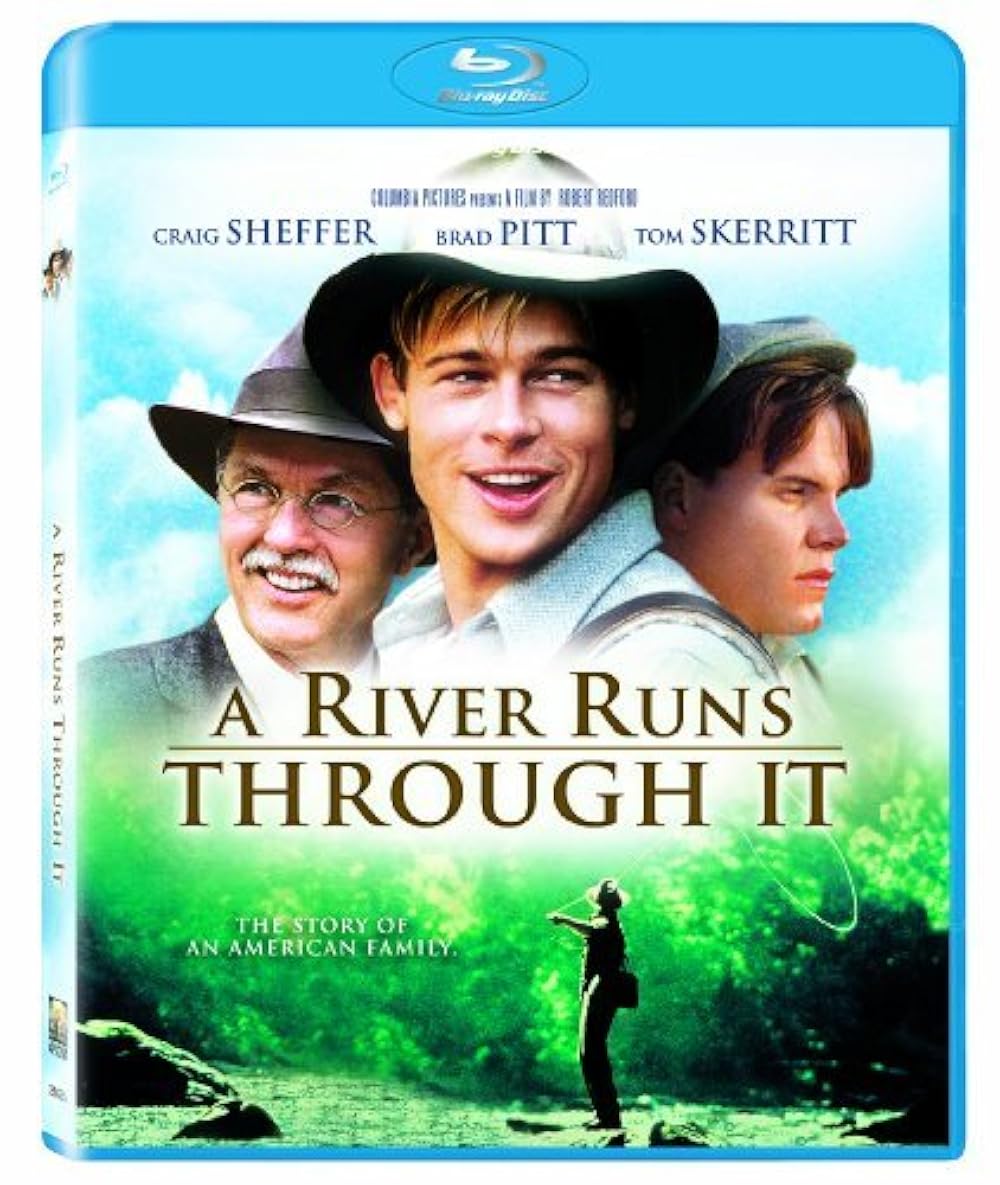 Blu-ray Disc
COLUMBIA PICTURES PRESENTS A FILM BY ROBERT REDFORD
CRAIG SHEFFER BRAD PITT TOM SKERRITT
A RIVER RUNS
THROUGH IT
THE STORY OF
AN AMERICAN FAMILY.
A RIVER RUNS THROUGH IT